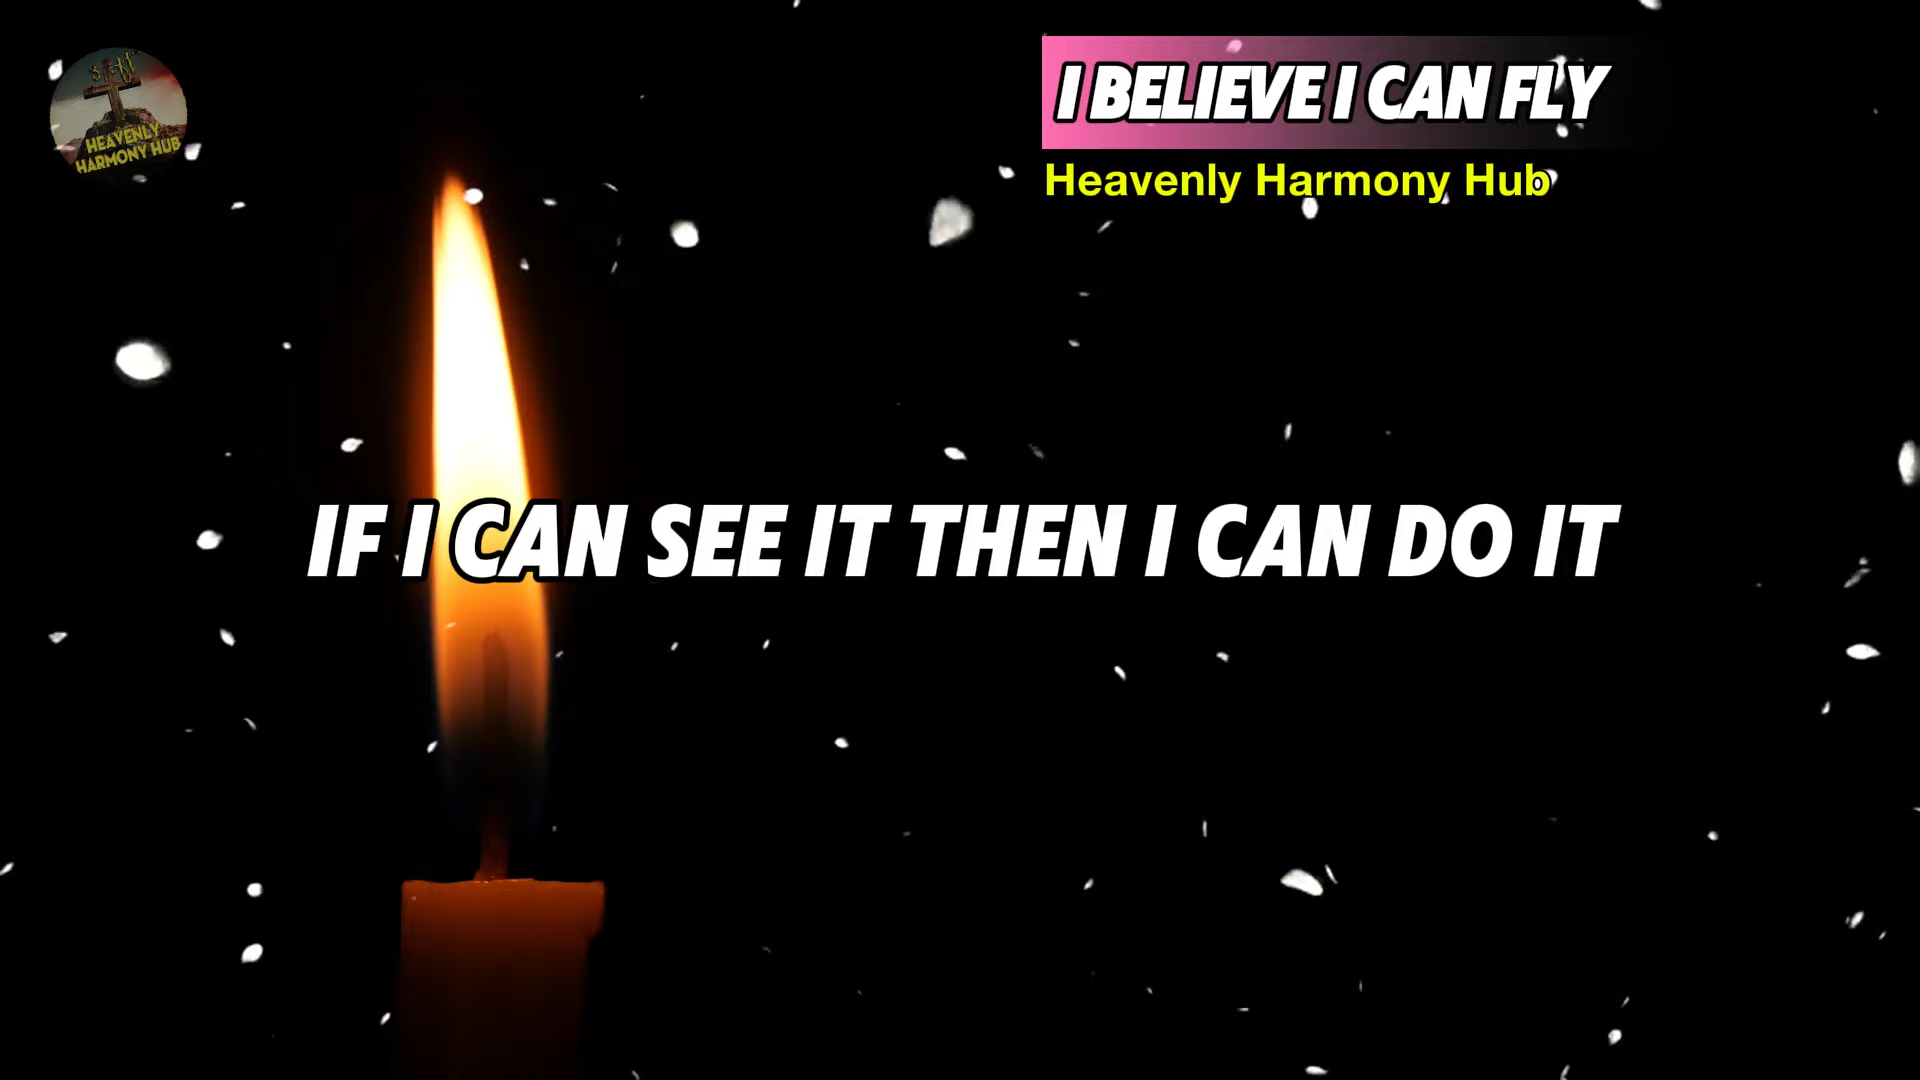 HEAVENLY
HARMONY HUB
I BELIEVE I CAN FLY
Heavenly Harmony Hub
IF I CAN SEE IT THEN I CAN DO IT